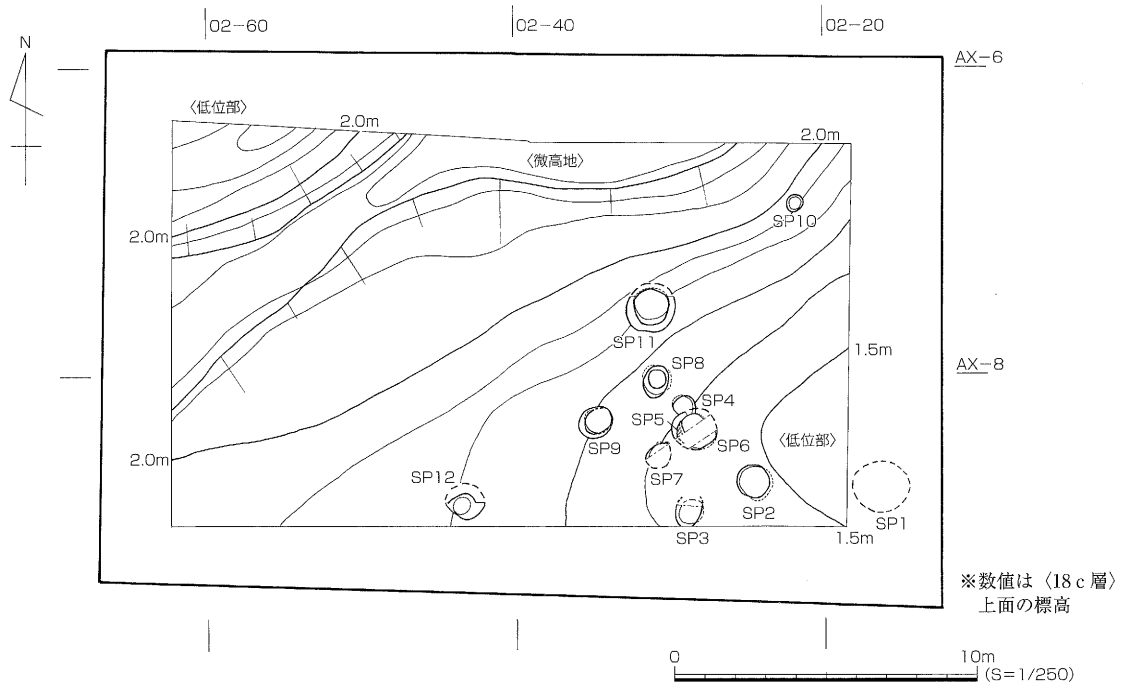 02-60
02-40
02-20
N
AX-6
〈低位部〉
2.0m
2.0m
〈微高地〉
SP10
2.0m
SP11
1.5m
SP8
AX-8
SP4
SP5
SP9
SP6
〈低位部〉
2.0m
SP7
SP12
SP2
SP1
SP3
1.5m
※数値は〈18c層〉
上面の標高
0
10m
(S=1/250)